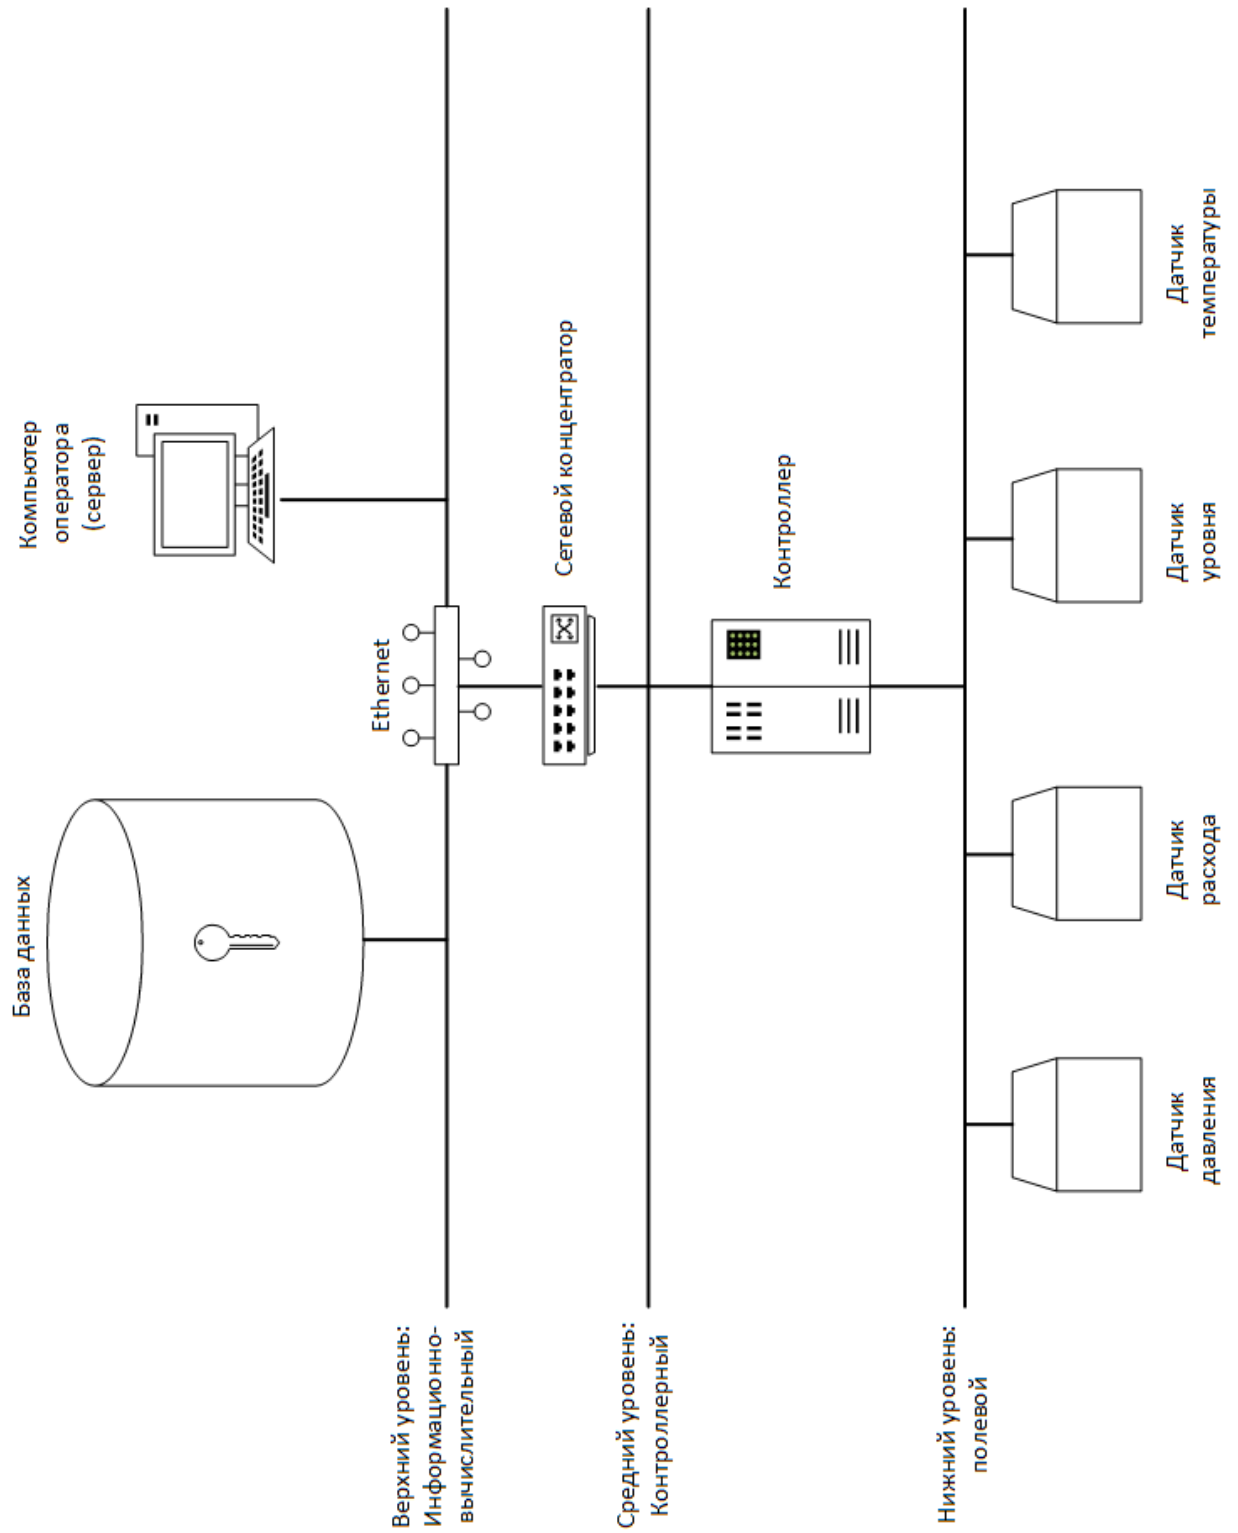 База данных
Компьютер
оператора
(сервер)
Верхний уровень:
Информационно-
вычислительный
Ethernet
Сетевой концентратор
Средний уровень:
Контроллерный
Контроллер
Нижний уровень:
полевой
Датчик
давления
Датчик
расхода
Датчик
уровня
Датчик
температуры